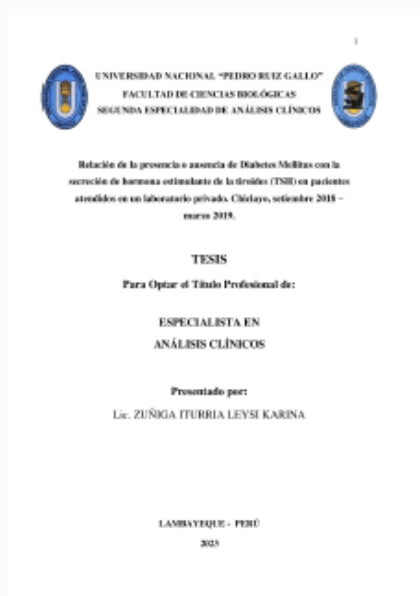 1
UNIVERSIDAD NACIONAL “PEDRO RUIZ GALLO”
FACULTAD DE CIENCIAS BIOLÓGICAS
SEGUNDA ESPECIALIDAD DE ANÁLISIS CLÍNICOS
Relación de la presencia o ausencia de Diabetes Mellitus con la
secreción de hormona estimulante de la tiroides (TSH) en pacientes
atendidos en un laboratorio privado. Chiclayo, setiembre 2018 –
marzo 2019.
TESIS
Para Optar el Título Profesional de:
ESPECIALISTA EN
ANÁLISIS CLÍNICOS
Presentado por:
Lic. ZUÑIGA ITURRIA LEYSI KARINA
LAMBAYEQUE - PERÚ
2023